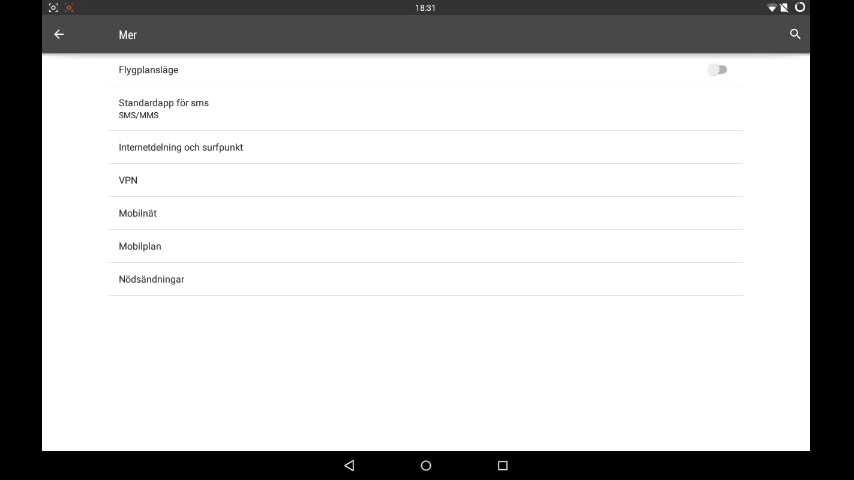 18:31
Mer
Flygplansläge
Standardapp för sms
SMS/MMS
Internetdelning och surfpunkt
VPN
Mobilnät
Mobilplan
Nödsändningar